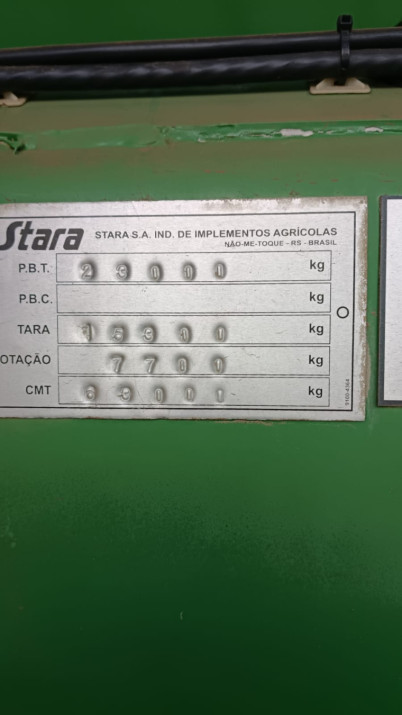 Stara STARA S.A. IND. DE IMPLEMENTOS AGRÍCOLAS
NÃO-ME-TOQUE - RS - BRASIL
P.B.T. 23000 kg
P.B.C. kg
TARA 15300 kg
OTAÇÃO 7700 kg
CMT kg